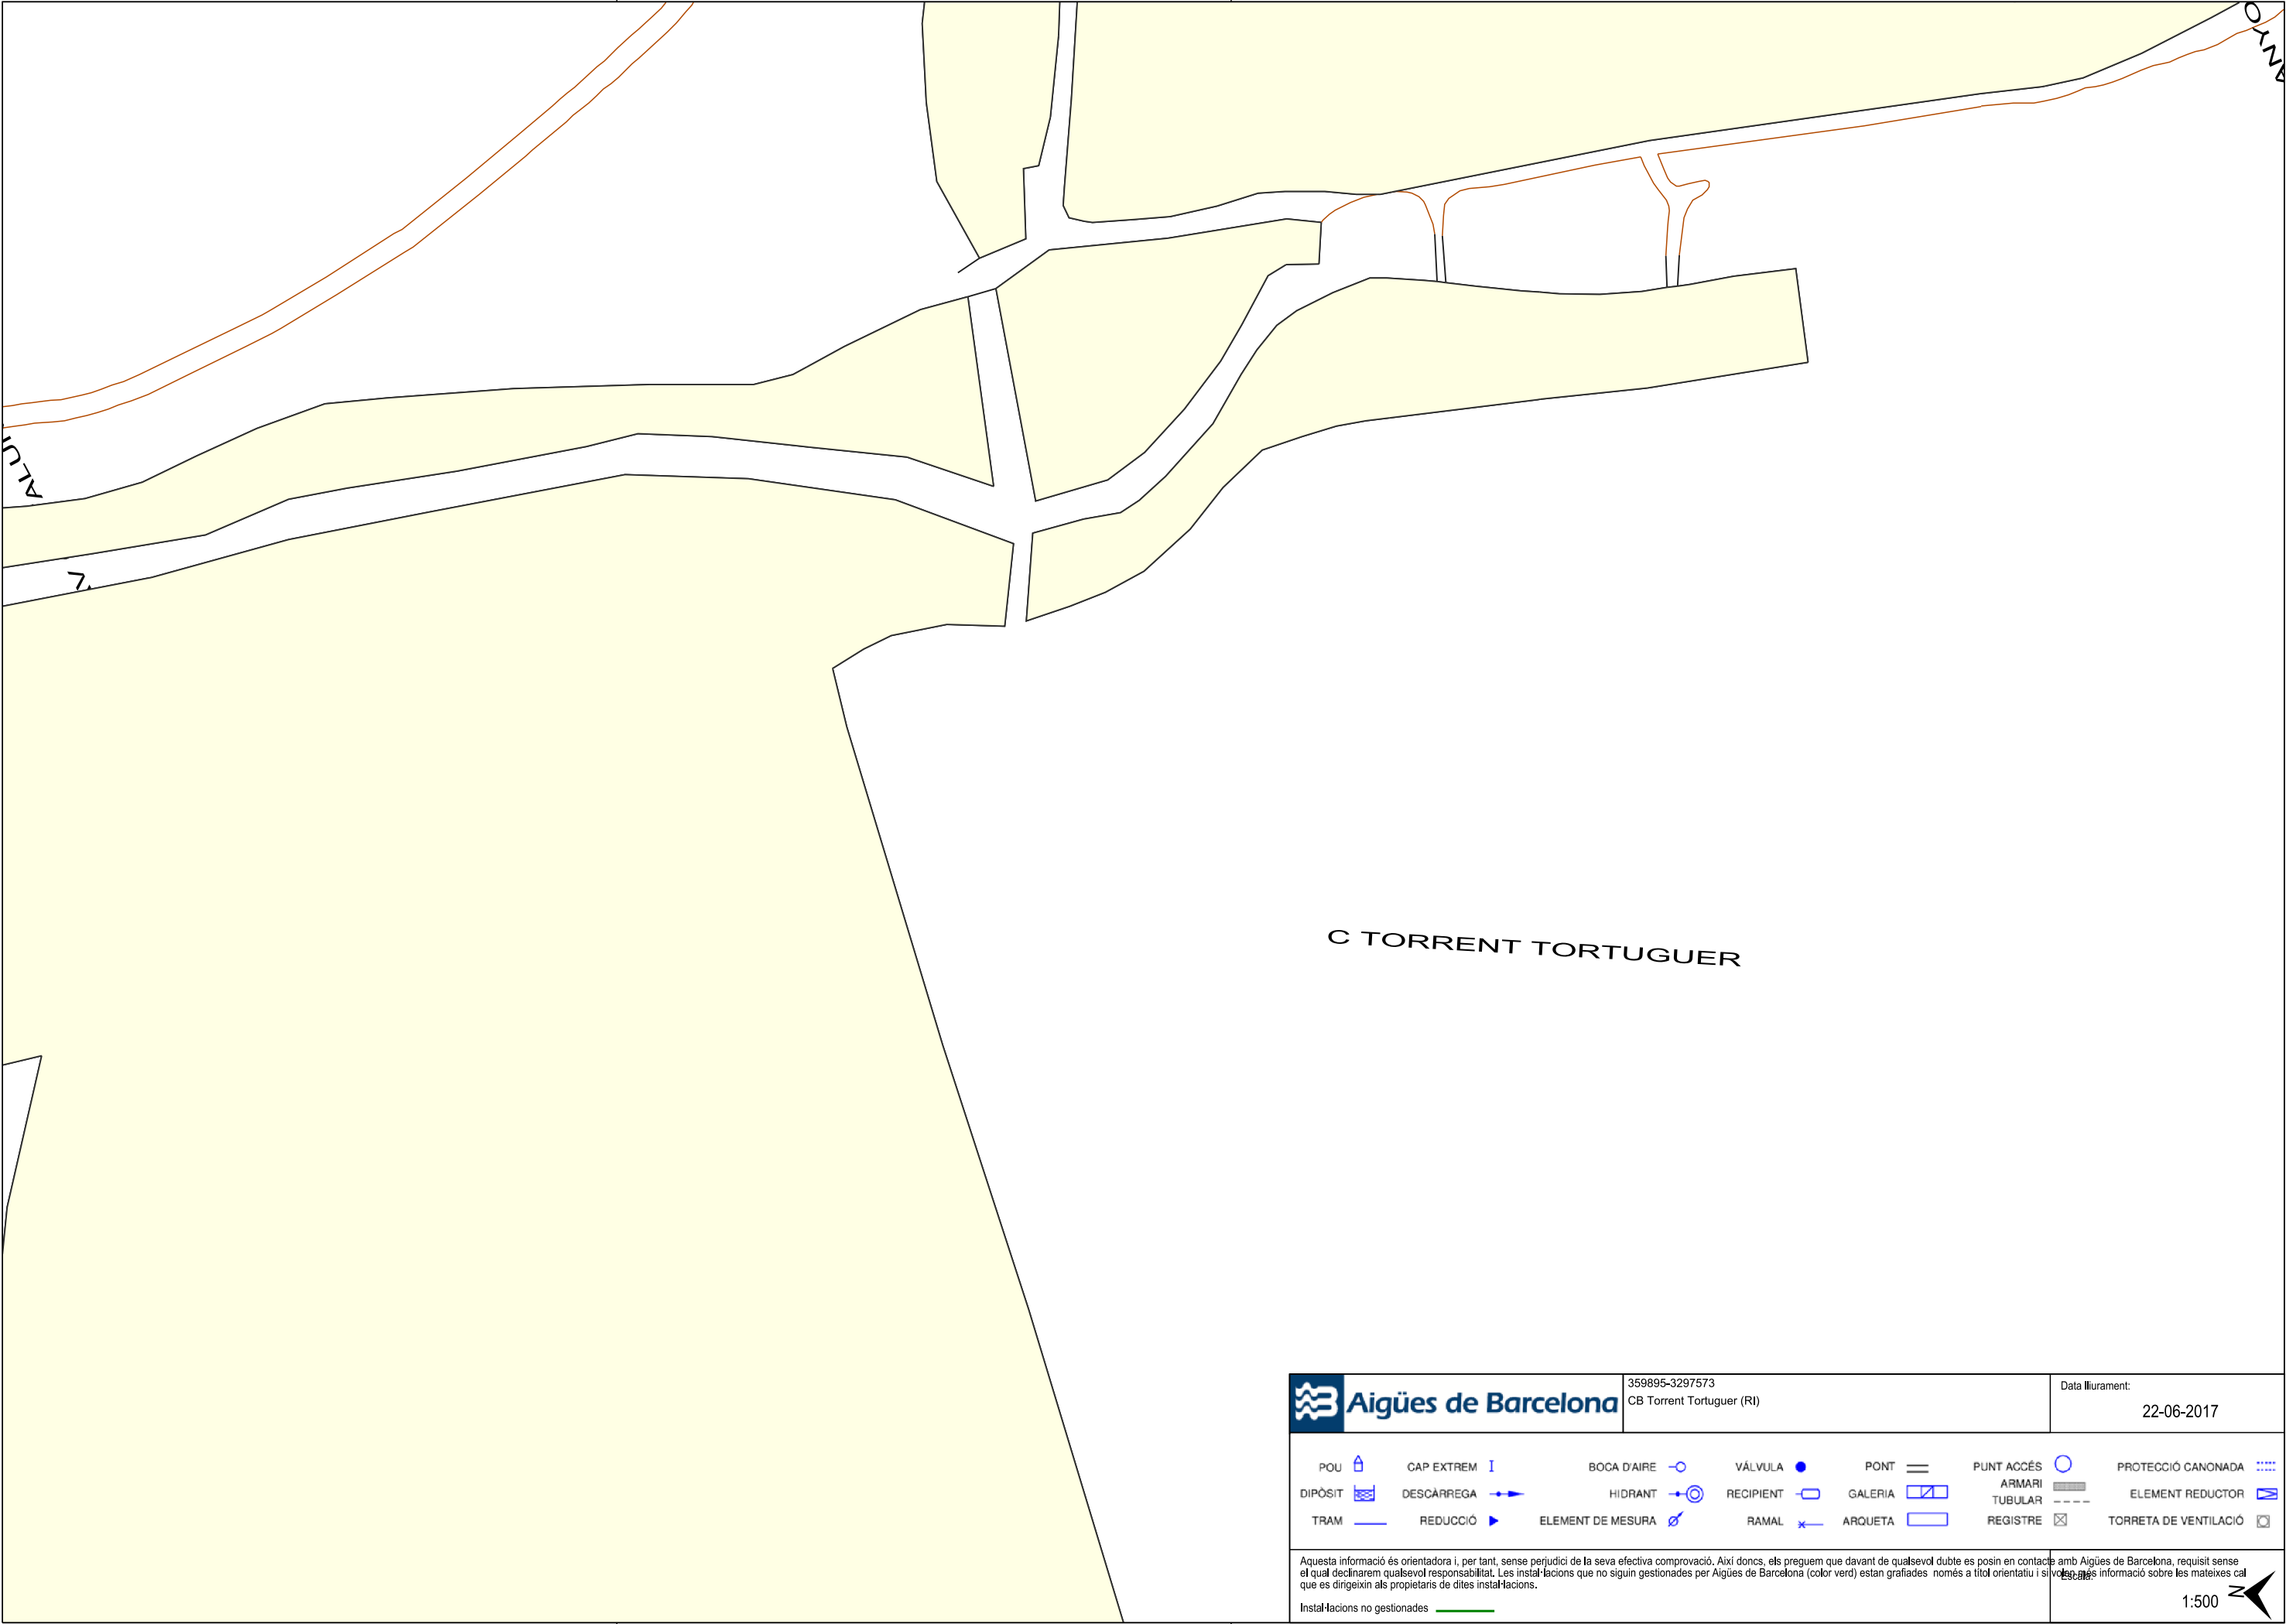 C TORRENT TORTUGUER
Aigües de Barcelona
359895-3297573
CB Torrent Tortuguer (RI)
Data lliurament:
22-06-2017
POU CAP EXTREM BOCA D'AIRE VÁLVULA PONT PUNT ACCÉS PROTECCIÓ CANONADA
DIPÒSIT DESCÀRREGA HIDRANT RECIPIENT GALERIA ARMARI ELEMENT REDUCTOR
TUBULAR
TRAM REDUCCIÓ ELEMENT DE MESURA RAMAL ARQUETA REGISTRE TORRETA DE VENTILACIÓ
Aquesta informació és orientadora i, per tant, sense perjudici de la seva efectiva comprovació. Així doncs, els preguem que davant de qualsevol dubte es posin en contacte amb Aigües de Barcelona, requisit sense
el qual declinarem qualsevol responsabilitat. Les instal·lacions que no siguin gestionades per Aigües de Barcelona (color verd) estan grafiades només a títol orientatiu i si volen més informació sobre les mateixes cal
que es dirigeixin als propietaris de dites instal·lacions.
Escala:
1:500
N
Instal·lacions no gestionades